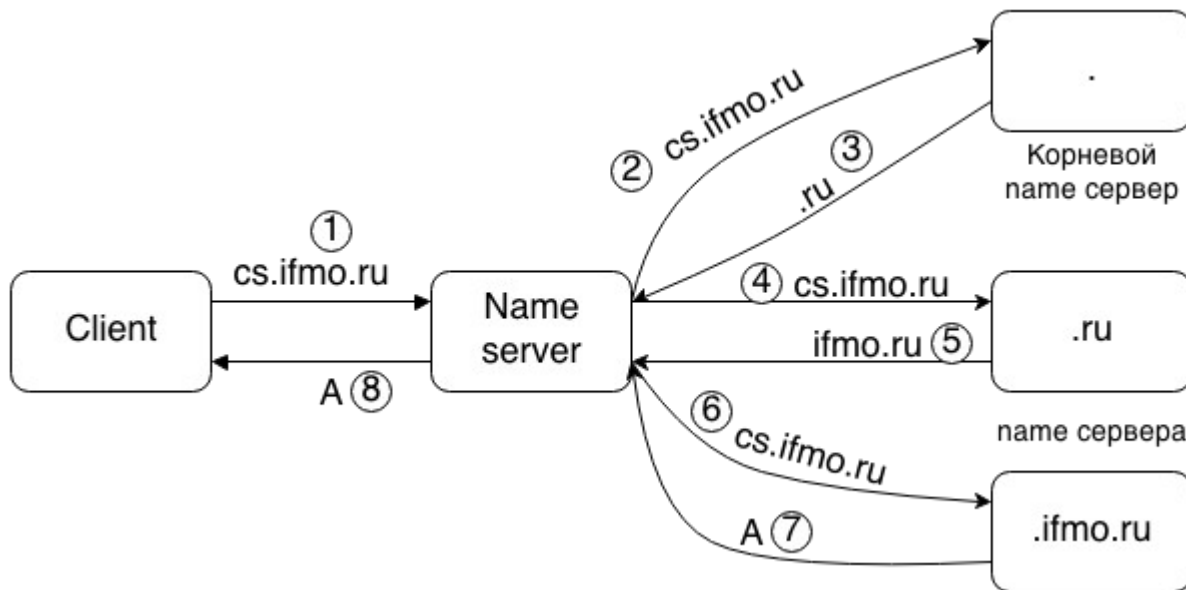 .
Корневой
name сервер
② cs.ifmo.ru
③
.ru
①
cs.ifmo.ru
Client
Name
server
④ cs.ifmo.ru
ifmo.ru ⑤
.ru
A ⑧
name сервера
⑥ cs.ifmo.ru
A ⑦
.ifmo.ru